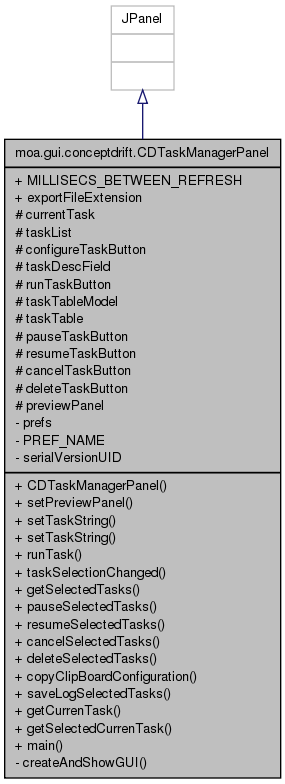 JPanel
moa.gui.conceptdrift.CDTaskManagerPanel
+ MILLISECS_BETWEEN_REFRESH
+ exportFileExtension
# currentTask
# taskList
# configureTaskButton
# taskDescField
# runTaskButton
# taskTableModel
# taskTable
# pauseTaskButton
# resumeTaskButton
# cancelTaskButton
# deleteTaskButton
# previewPanel
- prefs
- PREF_NAME
- serialVersionUID
+ CDTaskManagerPanel()
+ setPreviewPanel()
+ setTaskString()
+ setTaskString()
+ runTask()
+ taskSelectionChanged()
+ getSelectedTasks()
+ pauseSelectedTasks()
+ resumeSelectedTasks()
+ cancelSelectedTasks()
+ deleteSelectedTasks()
+ copyClipBoardConfiguration()
+ saveLogSelectedTasks()
+ getCurrenTask()
+ getSelectedCurrenTask()
+ main()
- createAndShowGUI()